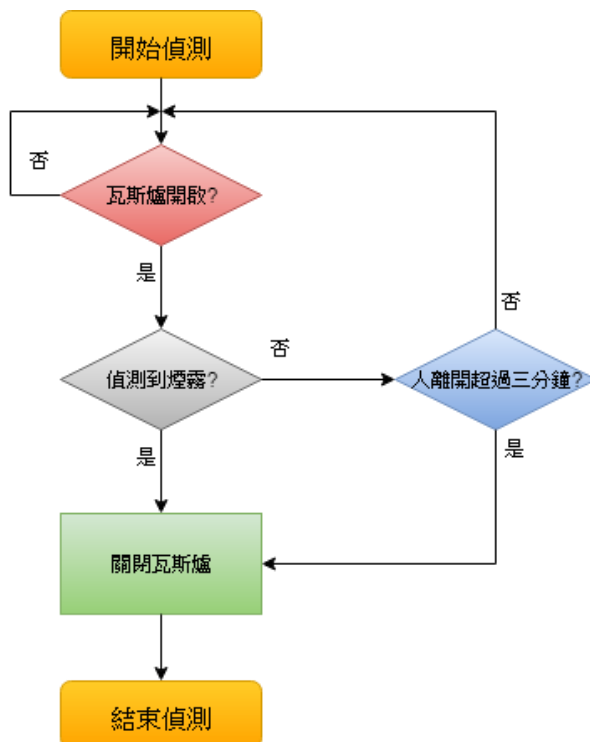 開始偵測
否
瓦斯爐開啟?
是
否
否
偵測到煙霧?
人離開超過三分鐘?
是
是
關閉瓦斯爐
結束偵測